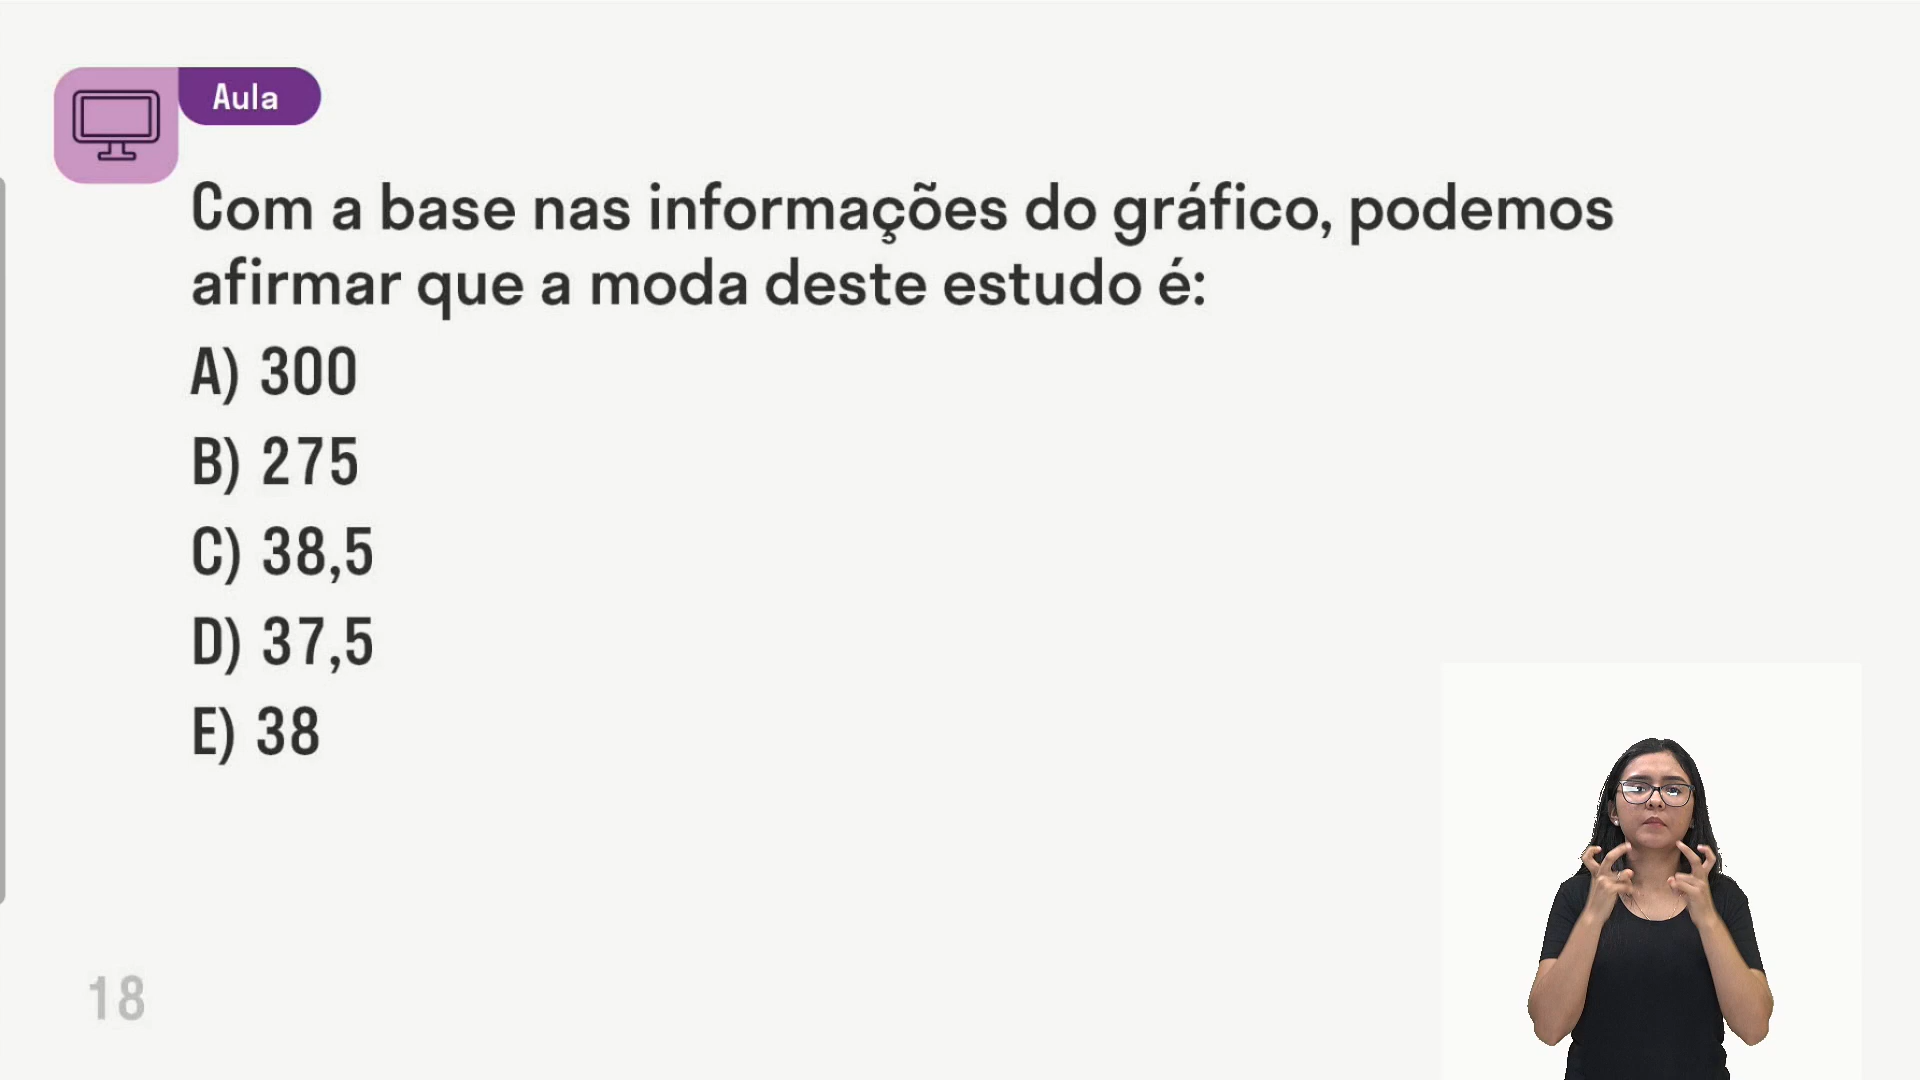 Aula
Com a base nas informações do gráfico, podemos
afirmar que a moda deste estudo é:
A) 300
B) 275
C) 38,5
D) 37,5
E) 38
18